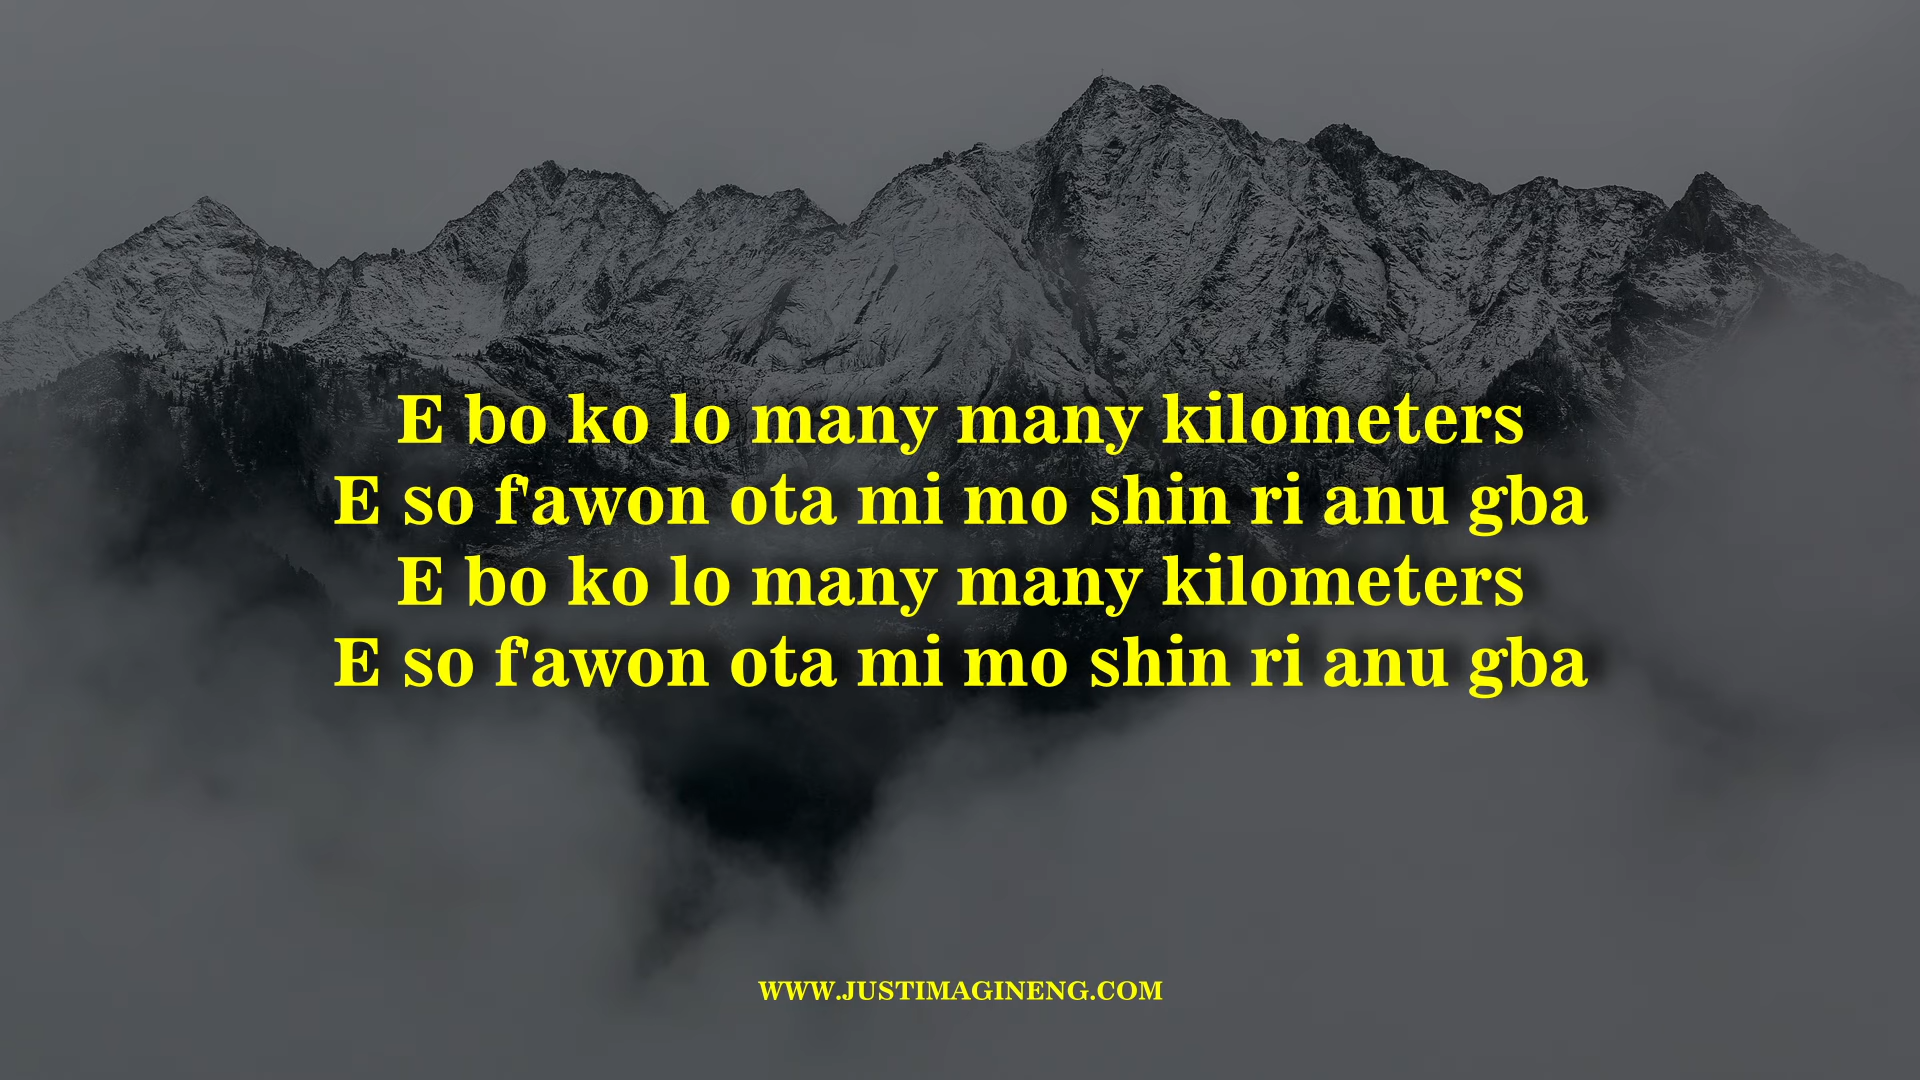 E bo ko lo many many kilometers
E so f'awon ota mi mo shin ri anu gba
E bo ko lo many many kilometers
E so f'awon ota mi mo shin ri anu gba
WWW.JUSTIMAGINENG.COM